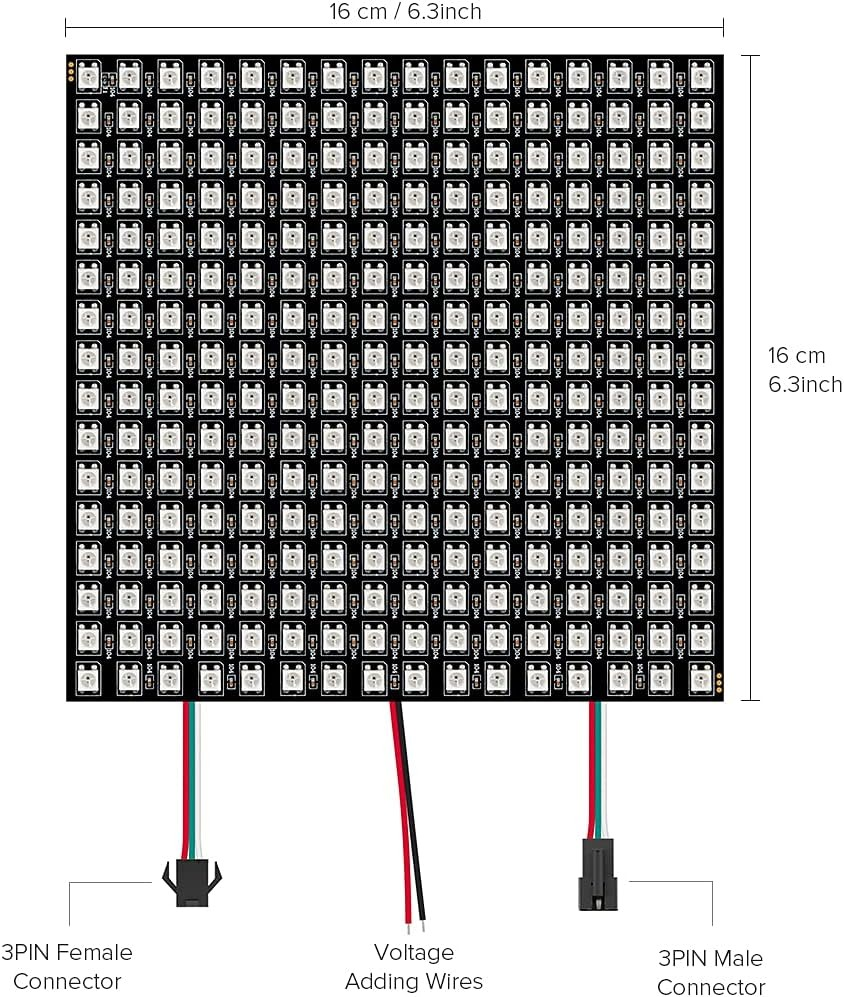 16 cm / 6.3inch
16 cm
6.3inch
3PIN Female
Connector
Voltage
Adding Wires
3PIN Male
Connector